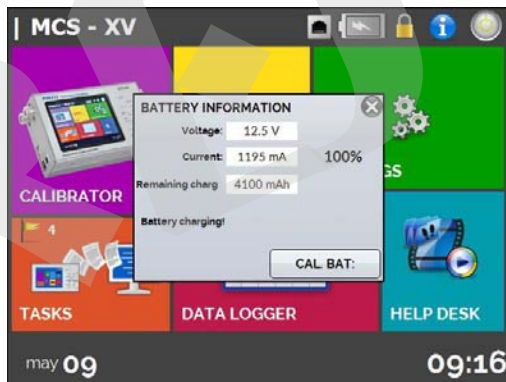 | MCS - XV
BATTERY INFORMATION
Voltage: 12.5 V
Current: 1195 mA 100%
Remaining charg 4100 mAh
Battery charging!
CAL. BAT:
CALIBRATOR
GS
4
TASKS
DATA LOGGER
HELP DESK
may 09
09:16